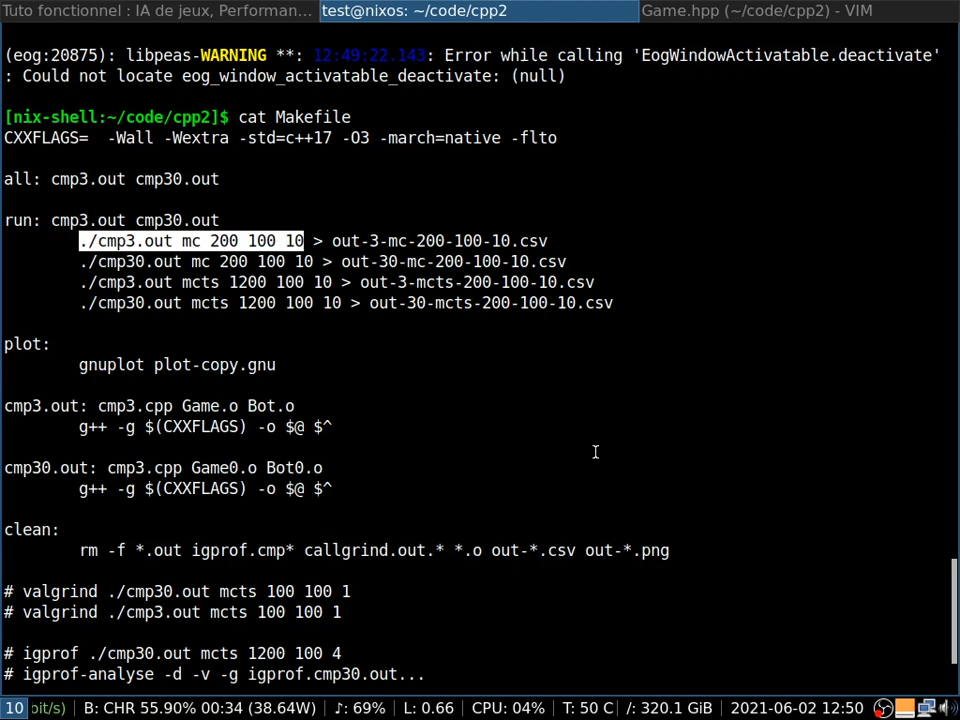 Tuto fonctionnel : IA de jeux, Performan... test@nixos: ~/code/cpp2 Game.hpp (~/code/cpp2) - VIM
(eog:20875): libpeas-WARNING **: 12:49:22.143: Error while calling 'EogWindowActivatable.deactivate'
: Could not locate eog_window_activatable_deactivate: (null)
[nix-shell:~/code/cpp2]$ cat Makefile
CXXFLAGS=  -Wall -Wextra -std=c++17 -O3 -march=native -flto
all: cmp3.out cmp30.out
run: cmp3.out cmp30.out
./cmp3.out mc 200 100 10 > out-3-mc-200-100-10.csv
./cmp30.out mc 200 100 10 > out-30-mc-200-100-10.csv
./cmp3.out mcts 1200 100 10 > out-3-mcts-200-100-10.csv
./cmp30.out mcts 1200 100 10 > out-30-mcts-200-100-10.csv
plot:
gnuplot plot-copy.gnu
cmp3.out: cmp3.cpp Game.o Bot.o
g++ -g $(CXXFLAGS) -o $@ $^
cmp30.out: cmp3.cpp Game0.o Bot0.o
g++ -g $(CXXFLAGS) -o $@ $^
clean:
rm -f *.out igprof.cmp* callgrind.out.* *.o out-*.csv out-*.png
# valgrind ./cmp30.out mcts 100 100 1
# valgrind ./cmp3.out mcts 100 100 1
# igprof ./cmp30.out mcts 1200 100 4
# igprof-analyse -d -v -g igprof.cmp30.out...
10 bit/s) | B: CHR 55.90% 00:34 (38.64W) | ♪: 69% | L: 0.66 | CPU: 04% | T: 50 C | /: 320.1 GiB | 2021-06-02 12:50